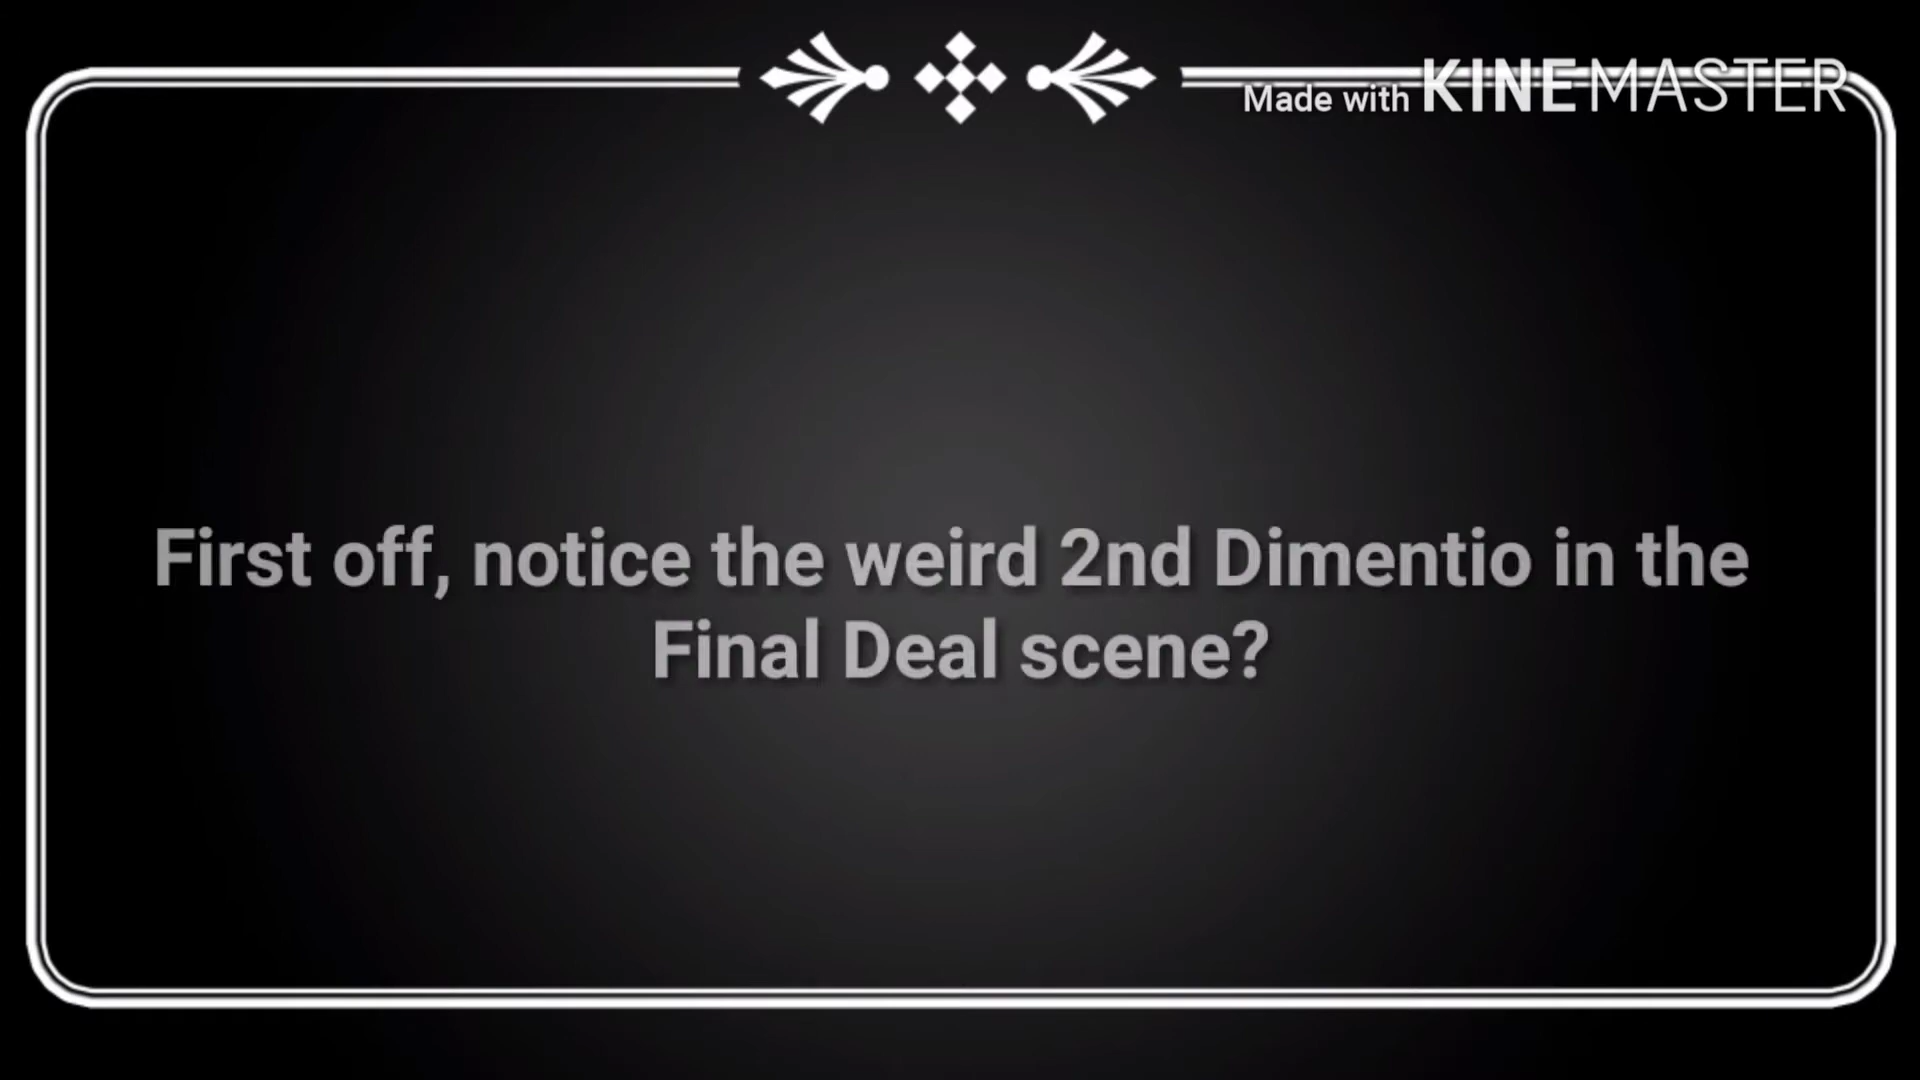 Made with KINEMASTER
First off, notice the weird 2nd Dimentio in the
Final Deal scene?